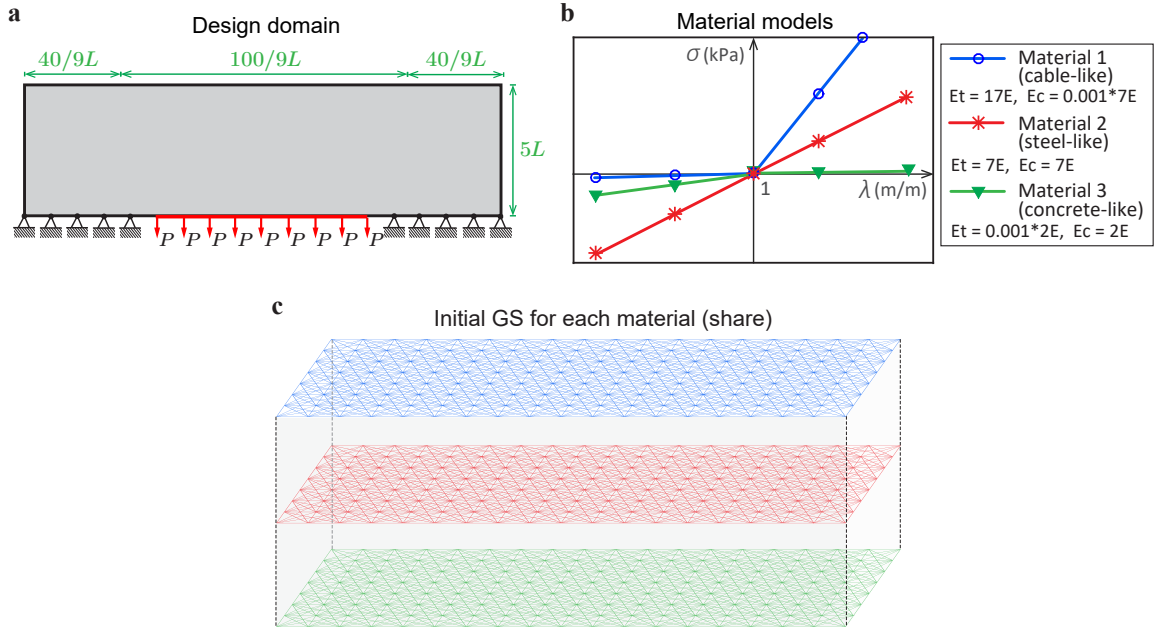 a
Design domain
40/9L
100/9L
40/9L
5L
P P P P P P P P P
b
Material models
σ (kPa)
1
λ (m/m)
Material 1
(cable-like)
Et = 17E, Ec = 0.001*7E
Material 2
(steel-like)
Et = 7E, Ec = 7E
Material 3
(concrete-like)
Et = 0.001*2E, Ec = 2E
c
Initial GS for each material (share)